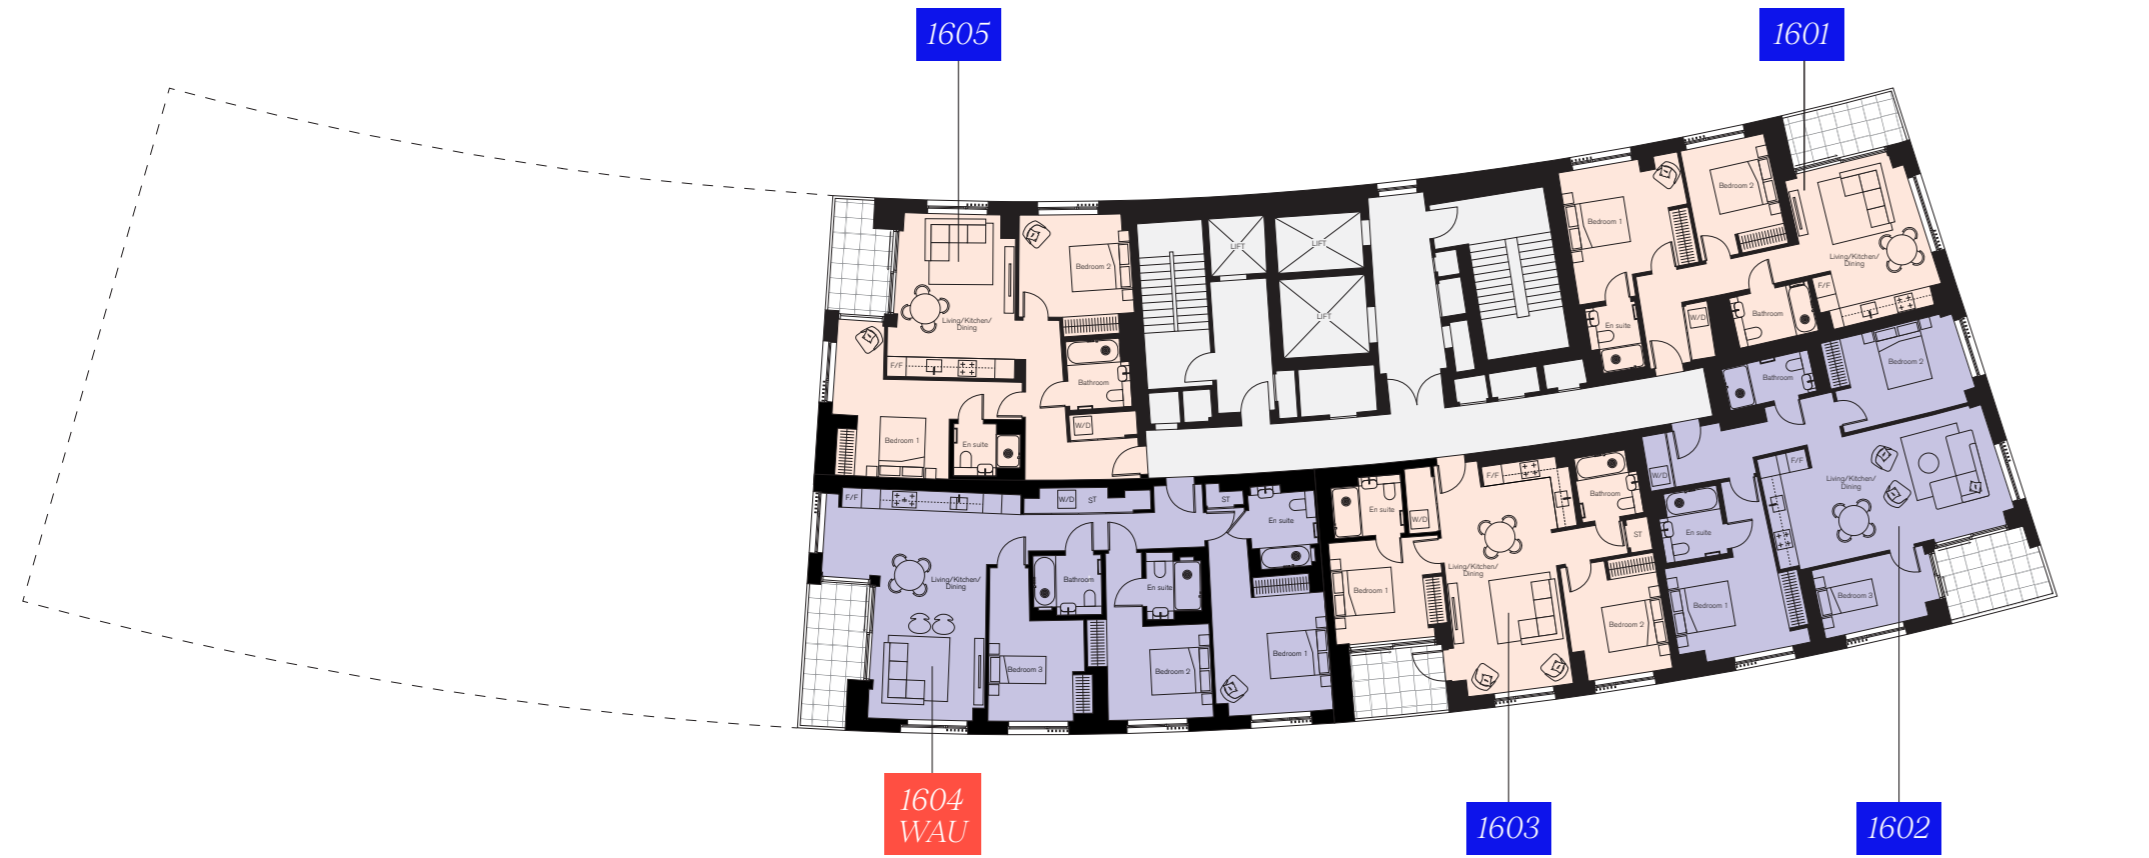 1605
1601
LIFT
LIFT
LIFT
Living/Kitchen/
Dining
Bedroom 2
F/F
Bathroom
W/D
Bedroom 1
En suite
Bedroom 1
Bedroom 2
Living/Kitchen/
Dining
F/F
En suite
W/D
Bathroom
Bathroom
Bedroom 2
W/D
F/F
Living/Kitchen/
Dining
En suite
Bedroom 1
Bedroom 3
F/F
W/D
ST
ST
En suite
Living/Kitchen/
Dining
Bathroom
En suite
Bedroom 3
Bedroom 2
Bedroom 1
En suite
W/D
F/F
Bathroom
ST
Living/Kitchen/
Dining
Bedroom 1
Bedroom 2
1604
WAU
1603
1602